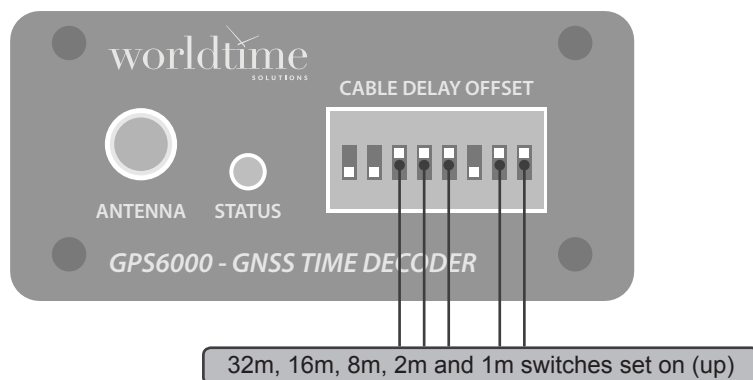 worldtime
SOLUTIONS
CABLE DELAY OFFSET
ANTENNA
STATUS
GPS6000 - GNSS TIME DECODER
32m, 16m, 8m, 2m and 1m switches set on (up)